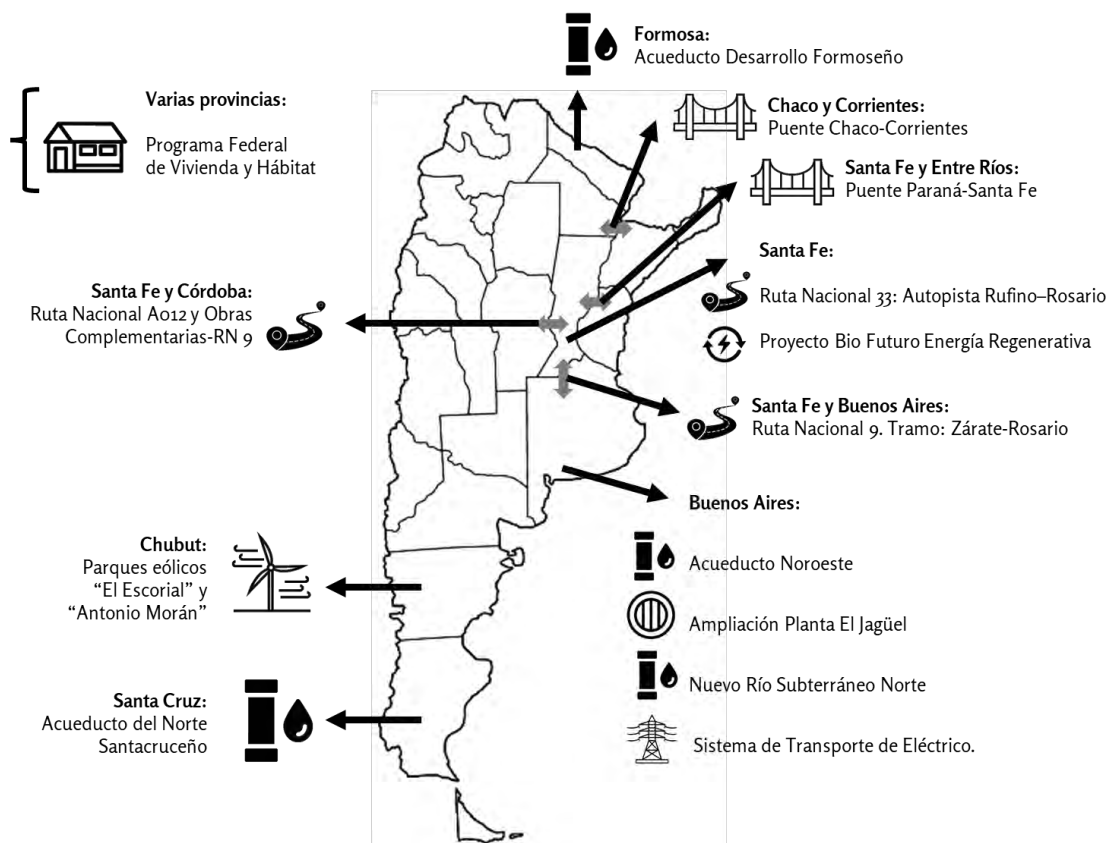 Formosa:
Acueducto Desarrollo Formoseño
Varias provincias:
Programa Federal
de Vivienda y Hábitat
Chaco y Corrientes:
Puente Chaco-Corrientes
Santa Fe y Entre Ríos:
Puente Paraná-Santa Fe
Santa Fe:
Ruta Nacional 33: Autopista Rufino–Rosario
Proyecto Bio Futuro Energía Regenerativa
Santa Fe y Córdoba:
Ruta Nacional A012 y Obras
Complementarias-RN 9
Santa Fe y Buenos Aires:
Ruta Nacional 9. Tramo: Zárate-Rosario
Buenos Aires:
Acueducto Noroeste
Ampliación Planta El Jagüel
Nuevo Río Subterráneo Norte
Sistema de Transporte de Eléctrico.
Chubut:
Parques eólicos
“El Escorial” y
“Antonio Morán”
Santa Cruz:
Acueducto del Norte
Santacruceño